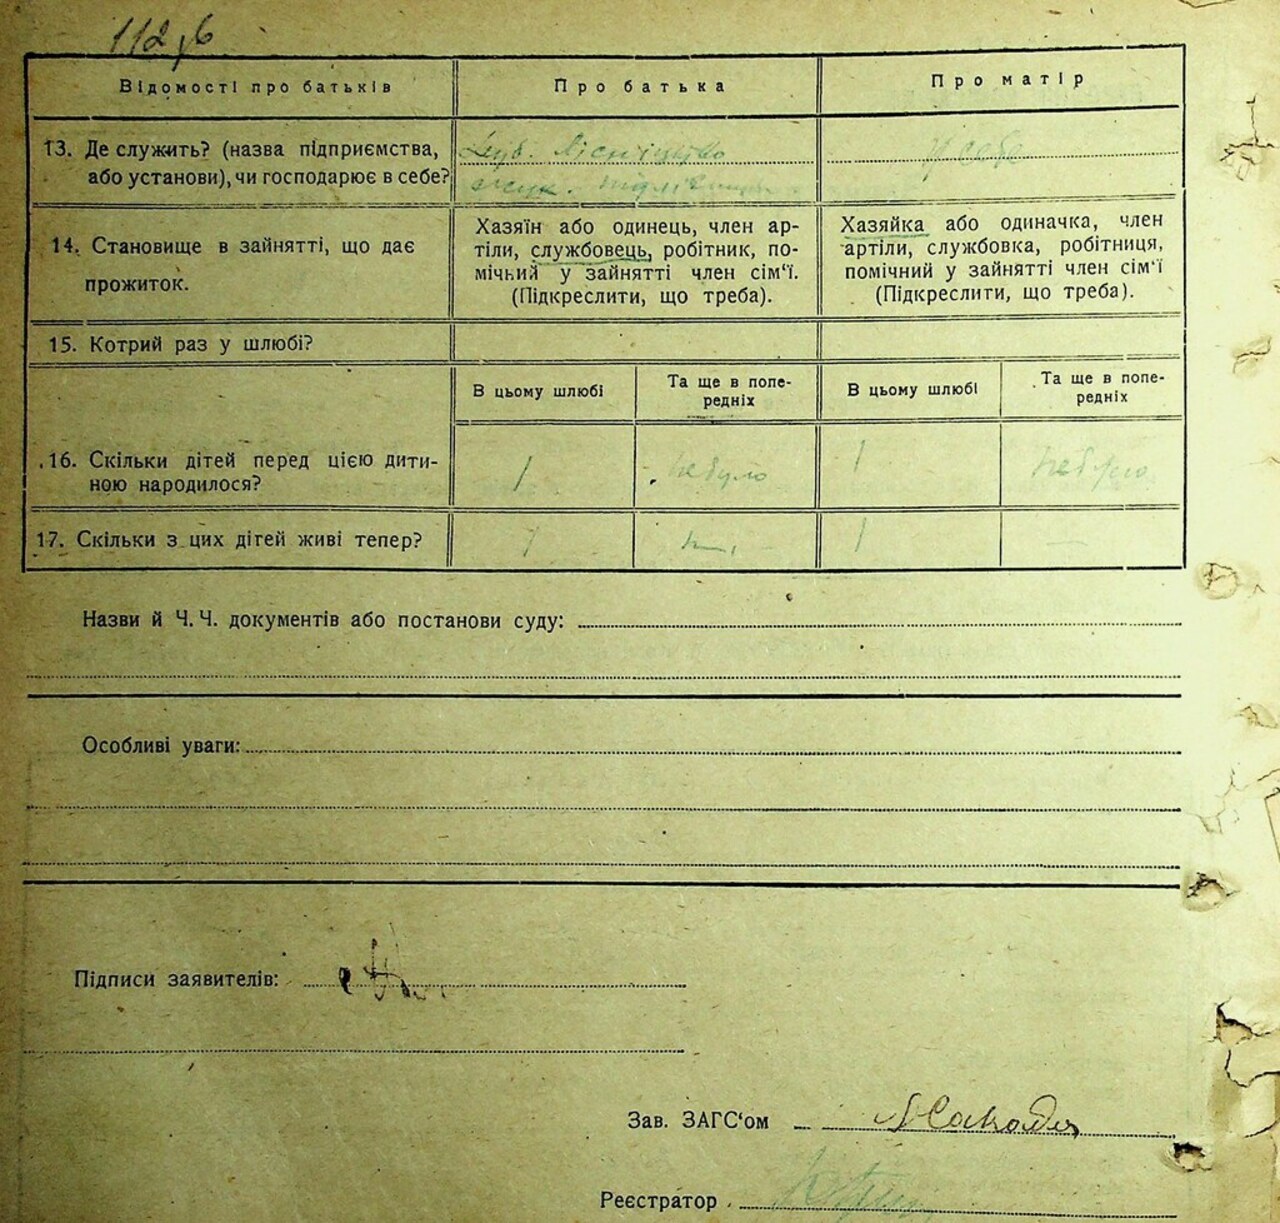 112 зв
Відомості про батьків
Про батька
Про матір
13. Де служить? (назва підприємства,
або установи), чи господарює в себе?
лісництво
у себе
14. Становище в зайнятті, що дає
прожиток.
Хазяїн або одинець, член ар-
тіли, службовець, робітник, по-
мічний у зайнятті член сім‘ї.
(Підкреслити, що треба).
Хазяйка або одиначка, член
артіли, службовка, робітниця,
помічний у зайнятті член сім‘ї
(Підкреслити, що треба).
15. Котрий раз у шлюбі?
В цьому шлюбі
Та ще в попе-
редніх
В цьому шлюбі
Та ще в попе-
редніх
16. Скільки дітей перед цією дити-
ною народилося?
1
не було
1
не було
17. Скільки з цих дігей живі тепер?
1
1
—
Назви й Ч. Ч. документів або постанови суду:
Особливі уваги:
Підписи заявителів:
Зав. ЗАГС‘ом
Реєстратор